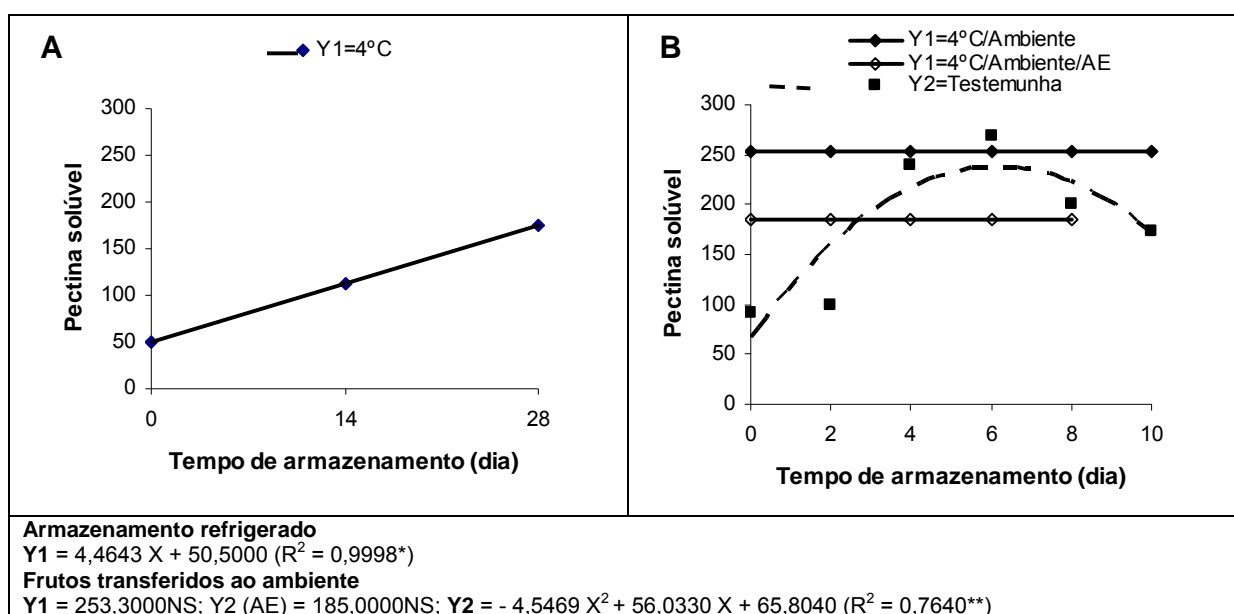 A
Y1=4ºC
300
250
200
150
100
50
0
Pectina solúvel
0 14 28
Tempo de armazenamento (dia)
B
Y1=4ºC/Ambiente
Y1=4ºC/Ambiente/AE
Y2=Testemunha
300
250
200
150
100
50
0
Pectina solúvel
0 2 4 6 8 10
Tempo de armazenamento (dia)
Armazenamento refrigerado
Y1 = 4,4643 X + 50,5000 (R² = 0,9998*)
Frutos transferidos ao ambiente
Y1 = 253,3000NS; Y2 (AE) = 185,0000NS; Y2 = - 4,5469 X² + 56,0330 X + 65,8040 (R² = 0,7640**)